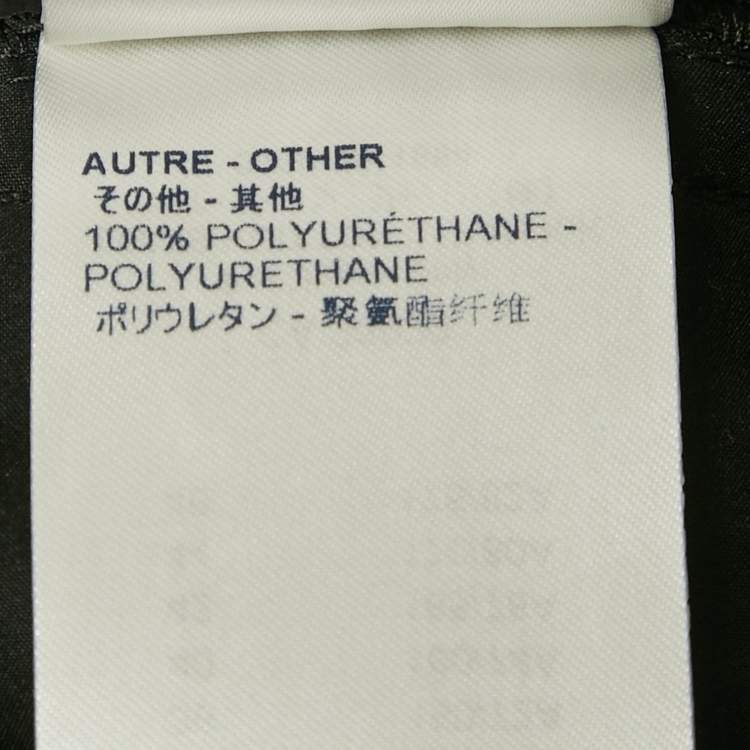 AUTRE - OTHER
その他 - 其他
100% POLYURÉTHANE -
POLYURETHANE
ポリウレタン - 聚氨酯纤维